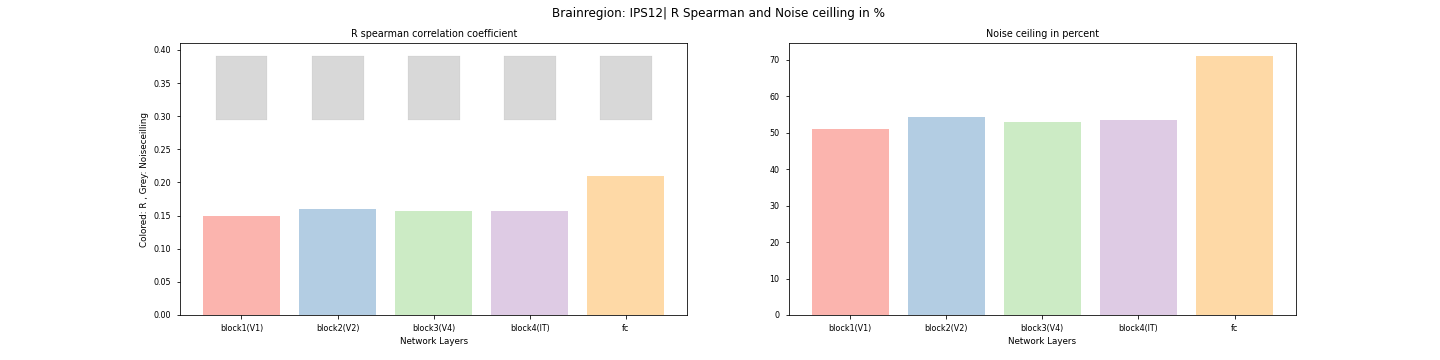 Brainregion: IPS12| R Spearman and Noise ceilling in %
R spearman correlation coefficient
Colored: R , Grey: Noiseceilling
0.40
0.35
0.30
0.25
0.20
0.15
0.10
0.05
0.00
block1(V1) block2(V2) block3(V4) block4(IT) fc
Network Layers
Noise ceiling in percent
70
60
50
40
30
20
10
0
block1(V1) block2(V2) block3(V4) block4(IT) fc
Network Layers